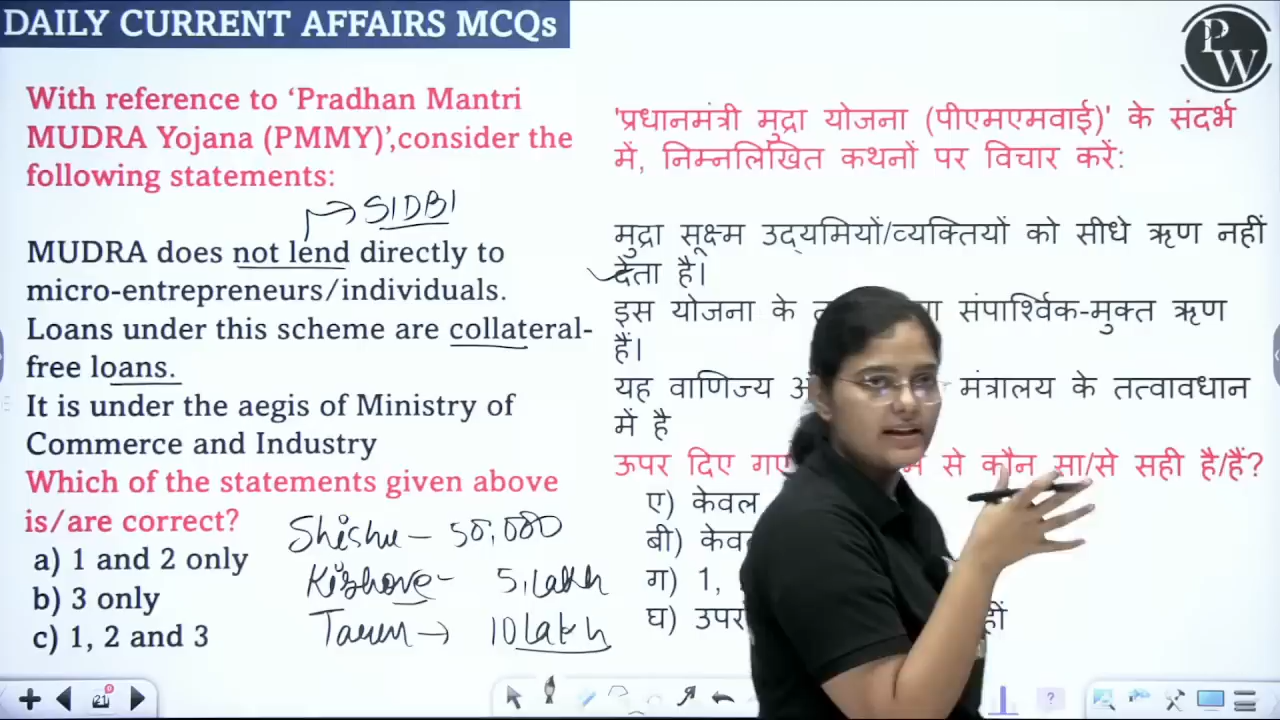 DAILY CURRENT AFFAIRS MCQs
PW
With reference to ‘Pradhan Mantri
MUDRA Yojana (PMMY)’,consider the
following statements:
SIDBI
MUDRA does not lend directly to
micro-entrepreneurs/individuals.
Loans under this scheme are collateral-
free loans.
It is under the aegis of Ministry of
Commerce and Industry
Which of the statements given above
is/are correct?
a) 1 and 2 only
b) 3 only
c) 1, 2 and 3
Shishu – 50,000
Kishore – 5 lakh
Tarun → 10 lakh
'प्रधानमंत्री मुद्रा योजना (पीएमएमवाई)' के संदर्भ
में, निम्नलिखित कथनों पर विचार करें:
मुद्रा सूक्ष्म उद्यमियों/व्यक्तियों को सीधे ऋण नहीं
देता है।
इस योजना के संपार्श्विक-मुक्त ऋण
हैं।
यह वाणिज्य मंत्रालय के तत्वावधान
में है
ऊपर दिए से कौन सा/से सही है/हैं?
ए) केवल
बी)
ग) 1,
घ)
21